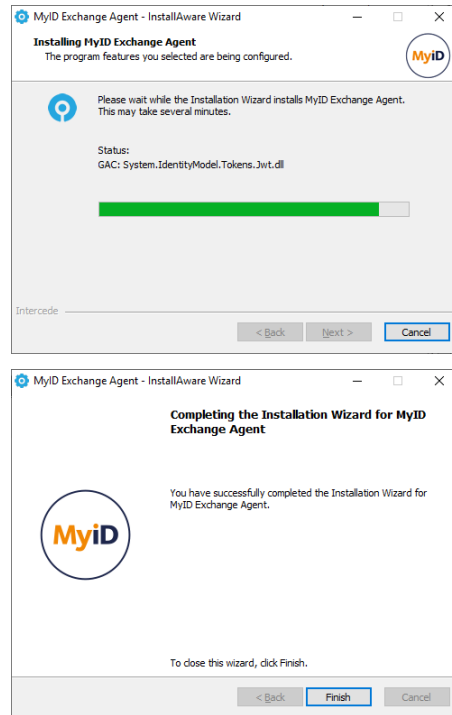 MyID Exchange Agent - InstallAware Wizard
Installing MyID Exchange Agent
The program features you selected are being configured.
MyiD
Please wait while the Installation Wizard installs MyID Exchange Agent.
This may take several minutes.
Status:
GAC: System.IdentityModel.Tokens.Jwt.dll
Intercede
< Back
Next >
Cancel
MyID Exchange Agent - InstallAware Wizard
Completing the Installation Wizard for MyID
Exchange Agent
You have successfully completed the Installation Wizard for
MyID Exchange Agent.
MyiD
To close this wizard, click Finish.
< Back
Finish
Cancel